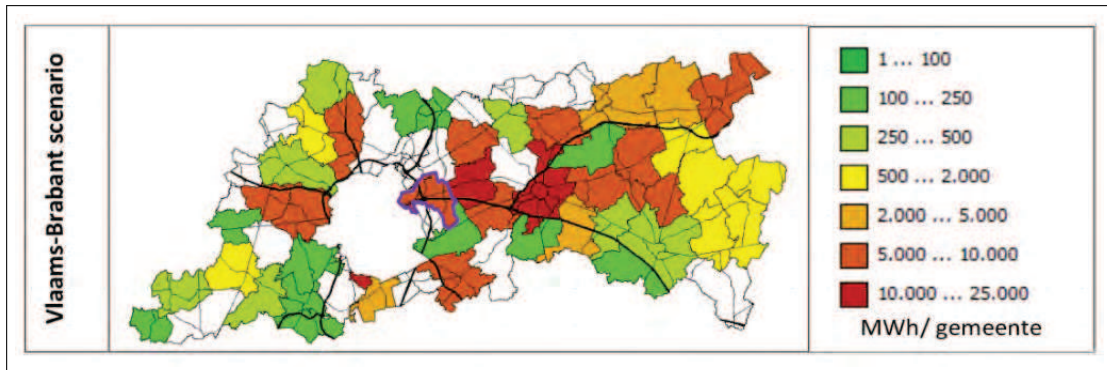 Vlaams-Brabant scenario
1 ... 100
100 ... 250
250 ... 500
500 ... 2.000
2.000 ... 5.000
5.000 ... 10.000
10.000 ... 25.000
MWh/ gemeente